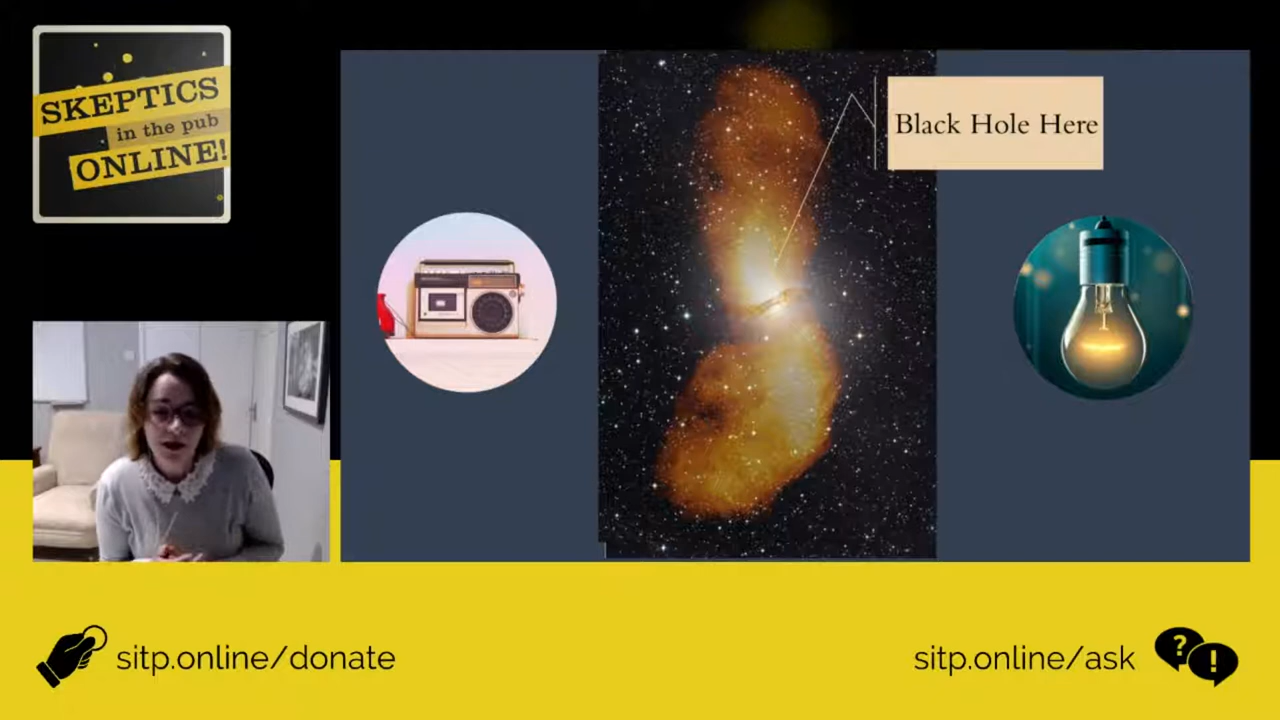 SKEPTICS
in the pub
ONLINE!
Black Hole Here
sitp.online/donate
sitp.online/ask
?
!